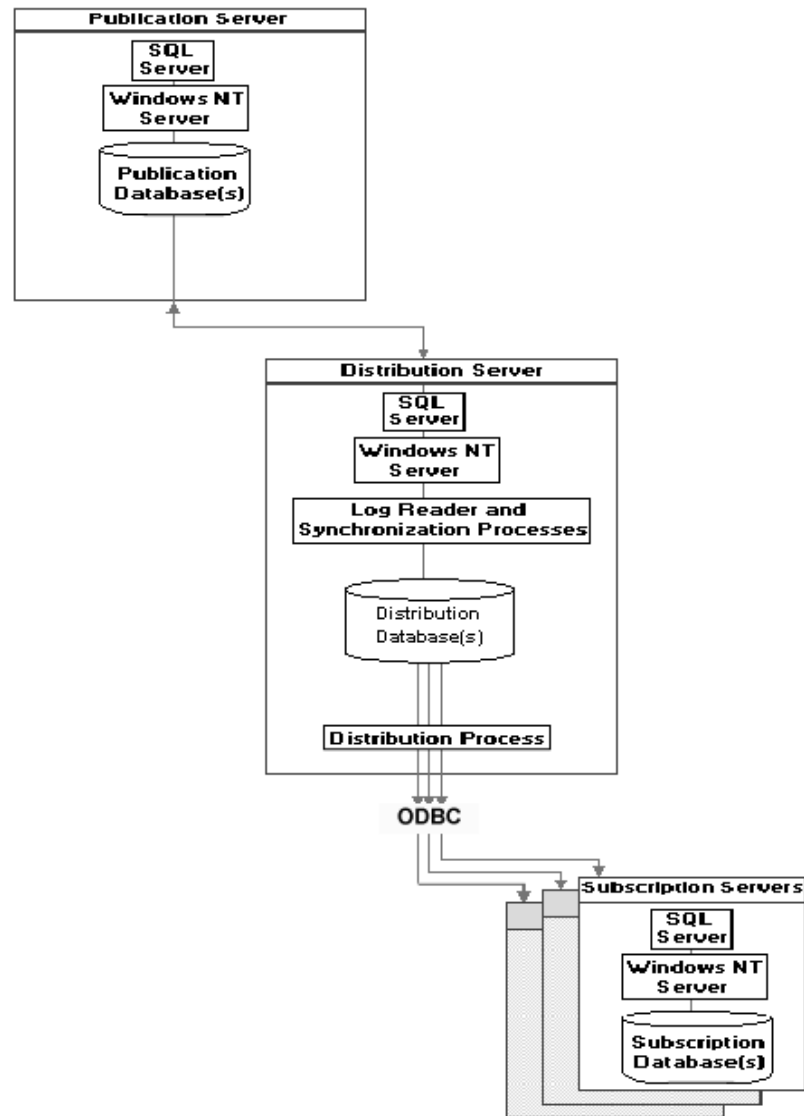 Publication Server
SQL
Server
Windows NT
Server
Publication
Database(s)
Distribution Server
SQL
Server
Windows NT
Server
Log Reader and
Synchronization Processes
Distribution
Database(s)
Distribution Process
ODBC
Subscription Servers
SQL
Server
Windows NT
Server
Subscription
Database(s)